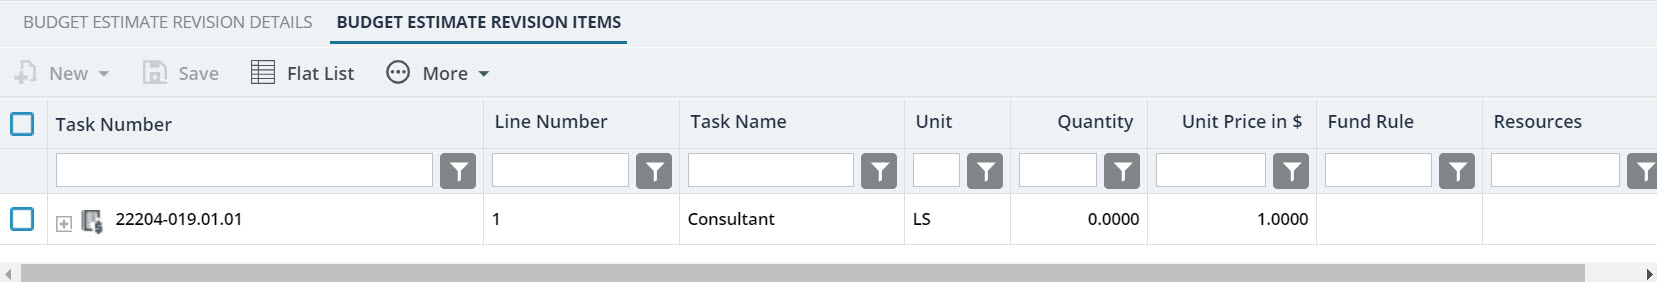 BUDGET ESTIMATE REVISION DETAILS BUDGET ESTIMATE REVISION ITEMS
New Save Flat List More
Task Number Line Number Task Name Unit Quantity Unit Price in $ Fund Rule Resources
22204-019.01.01 1 Consultant LS 0.0000 1.0000